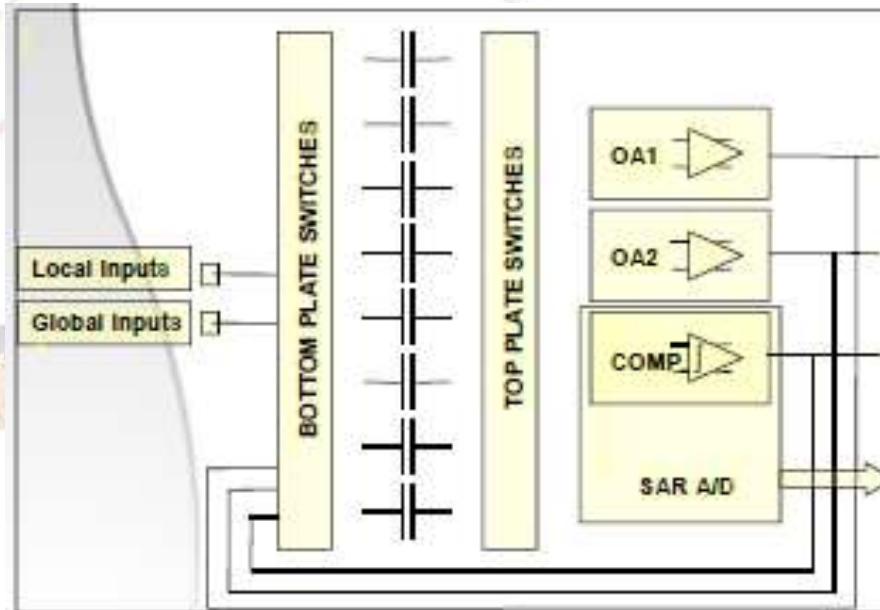 BOTTOM PLATE SWITCHES
TOP PLATE SWITCHES
OA1
OA2
Local Inputs
Global Inputs
COMP
SAR A/D